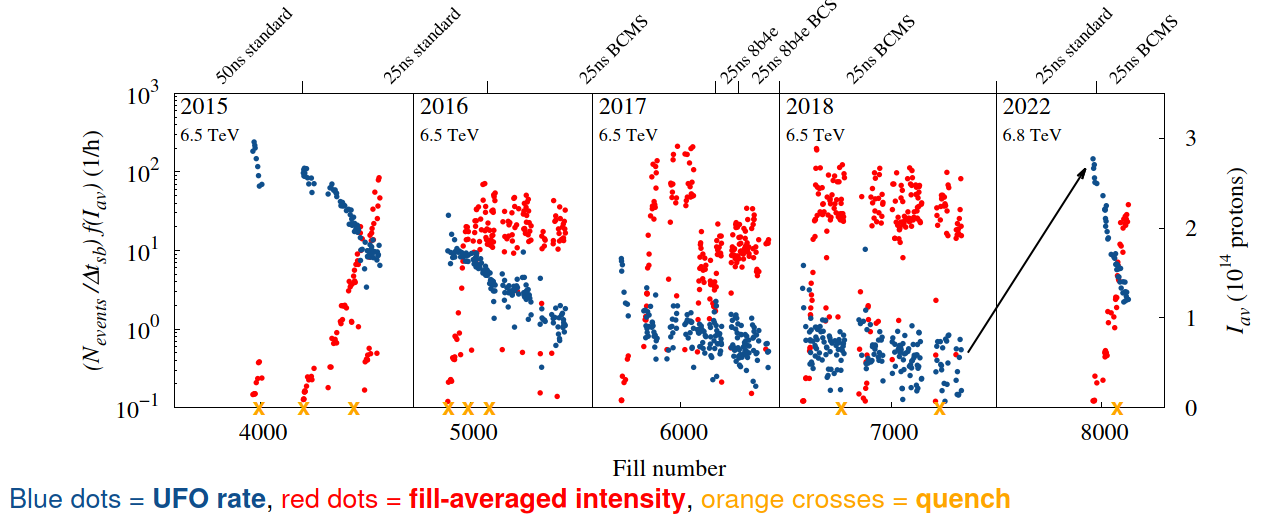 50ns standard
25ns standard
25ns BCMS
25ns 8b4e
25ns 8b4e BCS
25ns BCMS
25ns standard
25ns BCMS
2015
6.5 TeV
2016
6.5 TeV
2017
6.5 TeV
2018
6.5 TeV
2022
6.8 TeV
10³
10²
10¹
10⁰
10⁻¹
(N_events /Δt_sb) f(I_av) (1/h)
3
2
1
0
I_av (10¹⁴ protons)
4000 5000 6000 7000 8000
Fill number
Blue dots = UFO rate, red dots = fill-averaged intensity, orange crosses = quench